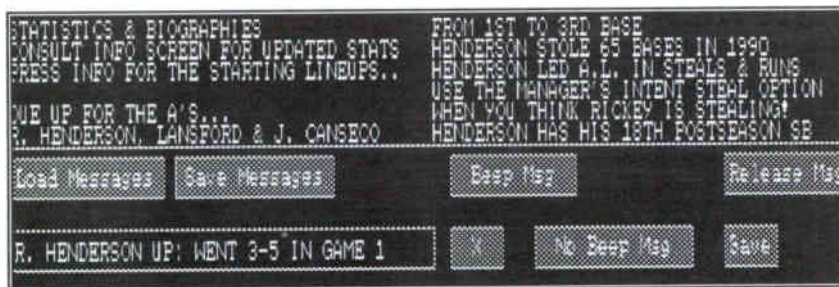 STATISTICS & BIOGRAPHIES
CONSULT INFO SCREEN FOR UPDATED STATS
PRESS INFO FOR THE STARTING LINEUPS..
DUE UP FOR THE A'S...
R. HENDERSON, LANSFORD & J. CANSECO
FROM 1ST TO 3RD BASE
HENDERSON STOLE 65 BASES IN 1990
HENDERSON LED A.L. IN STEALS & RUNS
USE THE MANAGER'S INTENT STEAL OPTION
WHEN YOU THINK RICKEY IS STEALING!
HENDERSON HAS HIS 18TH POSTSEASON SB
Load Messages Save Messages Beep Msg Release Msg
R. HENDERSON UP: WENT 3-5 IN GAME 1 X No Beep Msg Save